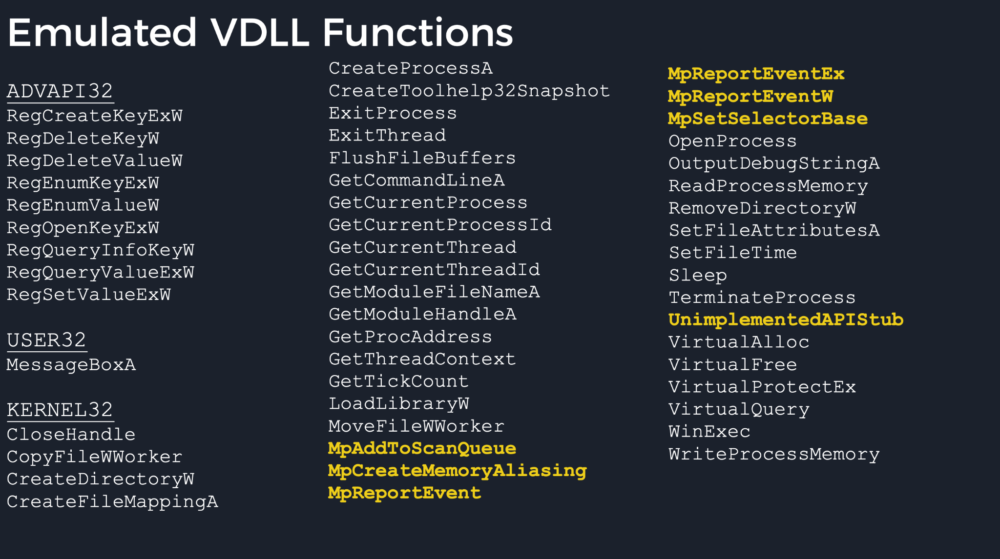 Emulated VDLL Functions
ADVAPI32
RegCreateKeyExW
RegDeleteKeyW
RegDeleteValueW
RegEnumKeyExW
RegEnumValueW
RegOpenKeyExW
RegQueryInfoKeyW
RegQueryValueExW
RegSetValueExW
USER32
MessageBoxA
KERNEL32
CloseHandle
CopyFileWWorker
CreateDirectoryW
CreateFileMappingA
CreateProcessA
CreateToolhelp32Snapshot
ExitProcess
ExitThread
FlushFileBuffers
GetCommandLineA
GetCurrentProcess
GetCurrentProcessId
GetCurrentThread
GetCurrentThreadId
GetModuleFileNameA
GetModuleHandleA
GetProcAddress
GetThreadContext
GetTickCount
LoadLibraryW
MoveFileWWorker
MpAddToScanQueue
MpCreateMemoryAliasing
MpReportEvent
MpReportEventEx
MpReportEventW
MpSetSelectorBase
OpenProcess
OutputDebugStringA
ReadProcessMemory
RemoveDirectoryW
SetFileAttributesA
SetFileTime
Sleep
TerminateProcess
UnimplementedAPIStub
VirtualAlloc
VirtualFree
VirtualProtectEx
VirtualQuery
WinExec
WriteProcessMemory